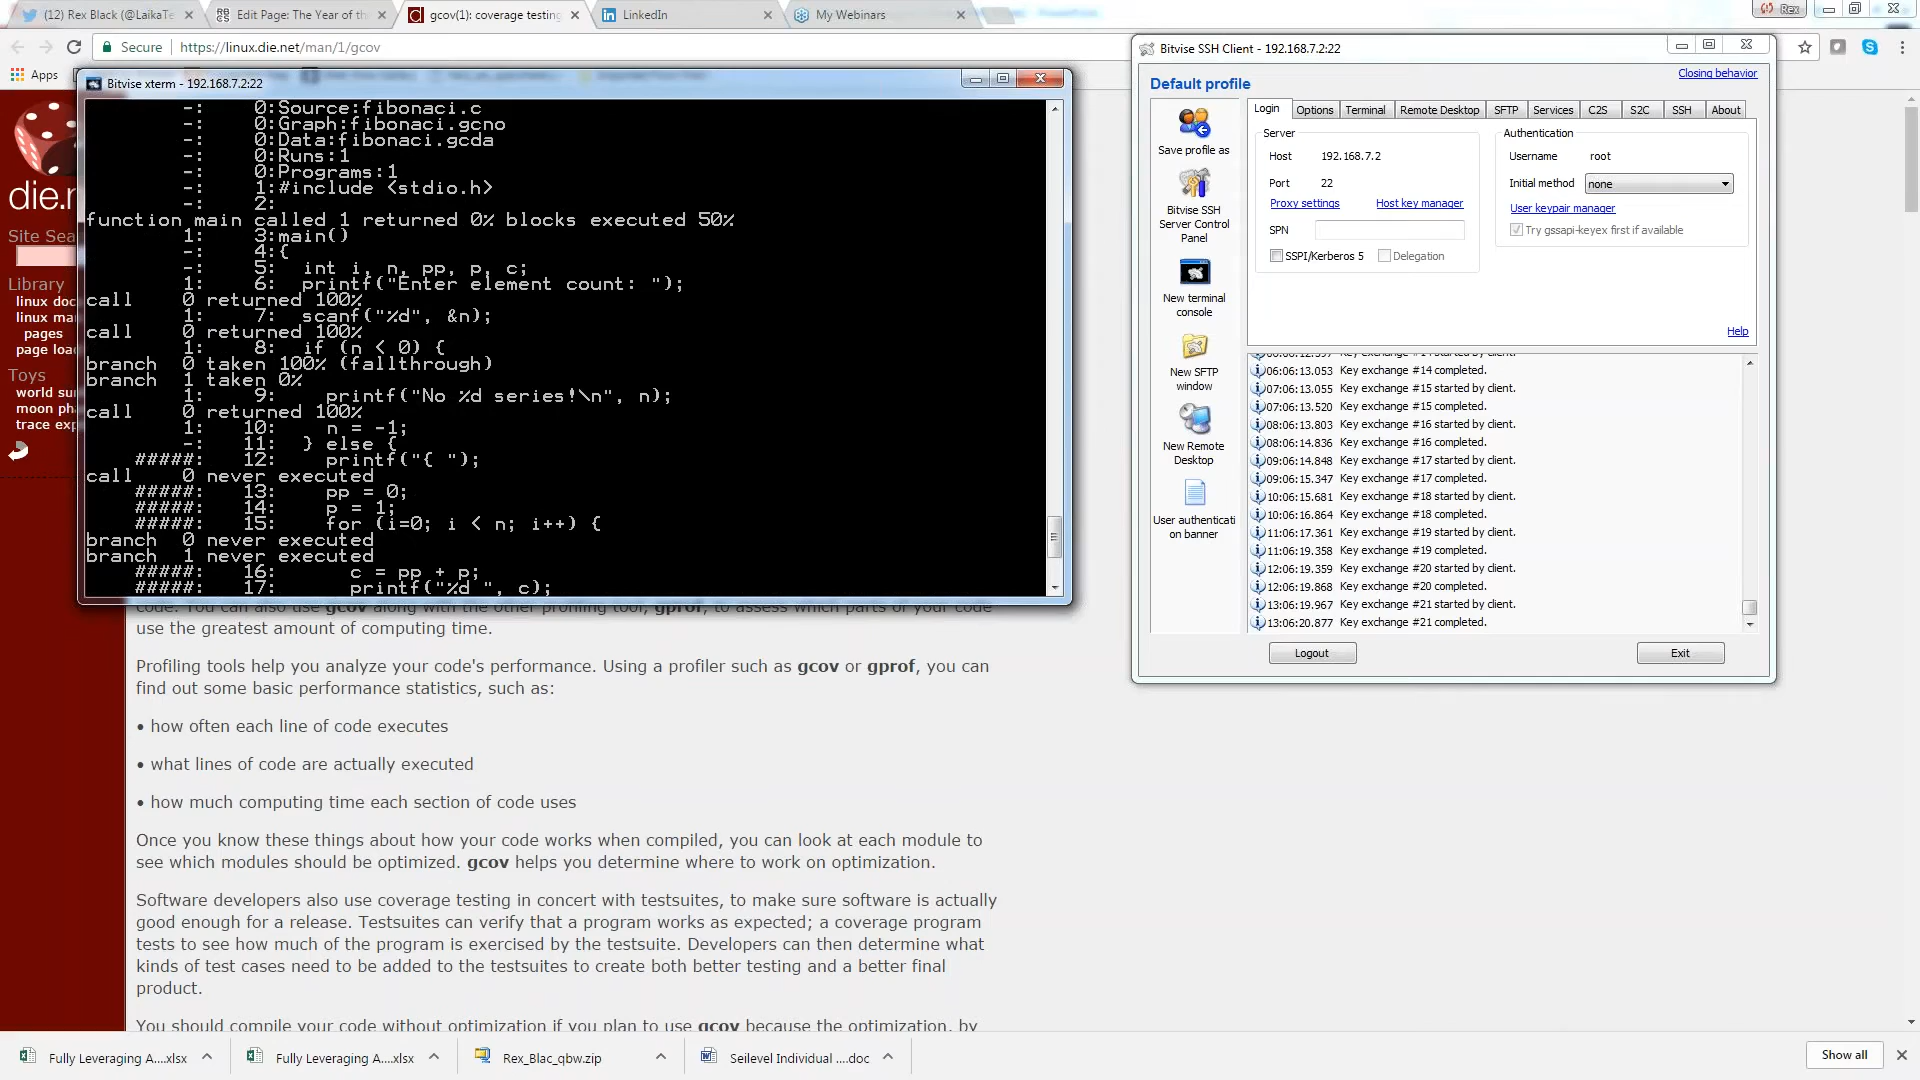 (12) Rex Black (@LaikaTe
Edit Page: The Year of th
gcov(1): coverage testing
LinkedIn
My Webinars
Rex
Secure
https://linux.die.net/man/1/gcov
Apps
Bitvise xterm - 192.168.7.2:22
-: 0:Source:fibonaci.c
-: 0:Graph:fibonaci.gcno
-: 0:Data:fibonaci.gcda
-: 0:Runs:1
-: 0:Programs:1
-: 1:#include <stdio.h>
-: 2:
function main called 1 returned 0% blocks executed 50%
1: 3:main()
-: 4:{
-: 5: int i, n, pp, p, c;
1: 6: printf("Enter element count: ");
call 0 returned 100%
1: 7: scanf("%d", &n);
call 0 returned 100%
1: 8: if (n < 0) {
branch 0 taken 100% (fallthrough)
branch 1 taken 0%
1: 9: printf("No %d series!\n", n);
call 0 returned 100%
1: 10: n = -1;
-: 11: } else {
#####: 12: printf("{ ");
call 0 never executed
#####: 13: pp = 0;
#####: 14: p = 1;
#####: 15: for (i=0; i < n; i++) {
branch 0 never executed
branch 1 never executed
#####: 16: c = pp + p;
#####: 17: printf("%d ", c);
die.n
Site Sea
Library
linux doc
linux ma
pages
page loa
Toys
world su
moon ph
trace exp
code. You can also use gcov along with the other profiling tool, gprof, to assess which parts of your code
use the greatest amount of computing time.
Profiling tools help you analyze your code's performance. Using a profiler such as gcov or gprof, you can
find out some basic performance statistics, such as:
• how often each line of code executes
• what lines of code are actually executed
• how much computing time each section of code uses
Once you know these things about how your code works when compiled, you can look at each module to
see which modules should be optimized. gcov helps you determine where to work on optimization.
Software developers also use coverage testing in concert with testsuites, to make sure software is actually
good enough for a release. Testsuites can verify that a program works as expected; a coverage program
tests to see how much of the program is exercised by the testsuite. Developers can then determine what
kinds of test cases need to be added to the testsuites to create both better testing and a better final
product.
You should compile your code without optimization if you plan to use gcov because the optimization, by
Bitvise SSH Client - 192.168.7.2:22
Closing behavior
Default profile
Save profile as
Bitvise SSH
Server Control
Panel
New terminal
console
New SFTP
window
New Remote
Desktop
User authenticati
on banner
Login
Options
Terminal
Remote Desktop
SFTP
Services
C2S
S2C
SSH
About
Server
Host 192.168.7.2
Port 22
Proxy settings
Host key manager
SPN
SSPI/Kerberos 5
Delegation
Authentication
Username root
Initial method none
User keypair manager
Try gssapi-keyex first if available
Help
06:06:13.053 Key exchange #14 completed.
07:06:13.055 Key exchange #15 started by client.
07:06:13.520 Key exchange #15 completed.
08:06:13.803 Key exchange #16 started by client.
08:06:14.836 Key exchange #16 completed.
09:06:14.848 Key exchange #17 started by client.
09:06:15.347 Key exchange #17 completed.
10:06:15.681 Key exchange #18 started by client.
10:06:16.864 Key exchange #18 completed.
11:06:17.361 Key exchange #19 started by client.
11:06:19.358 Key exchange #19 completed.
12:06:19.359 Key exchange #20 started by client.
12:06:19.868 Key exchange #20 completed.
13:06:19.967 Key exchange #21 started by client.
13:06:20.877 Key exchange #21 completed.
Logout
Exit
Fully Leveraging A....xlsx
Fully Leveraging A....xlsx
Rex_Blac_qbw.zip
Seilevel Individual ....doc
Show all